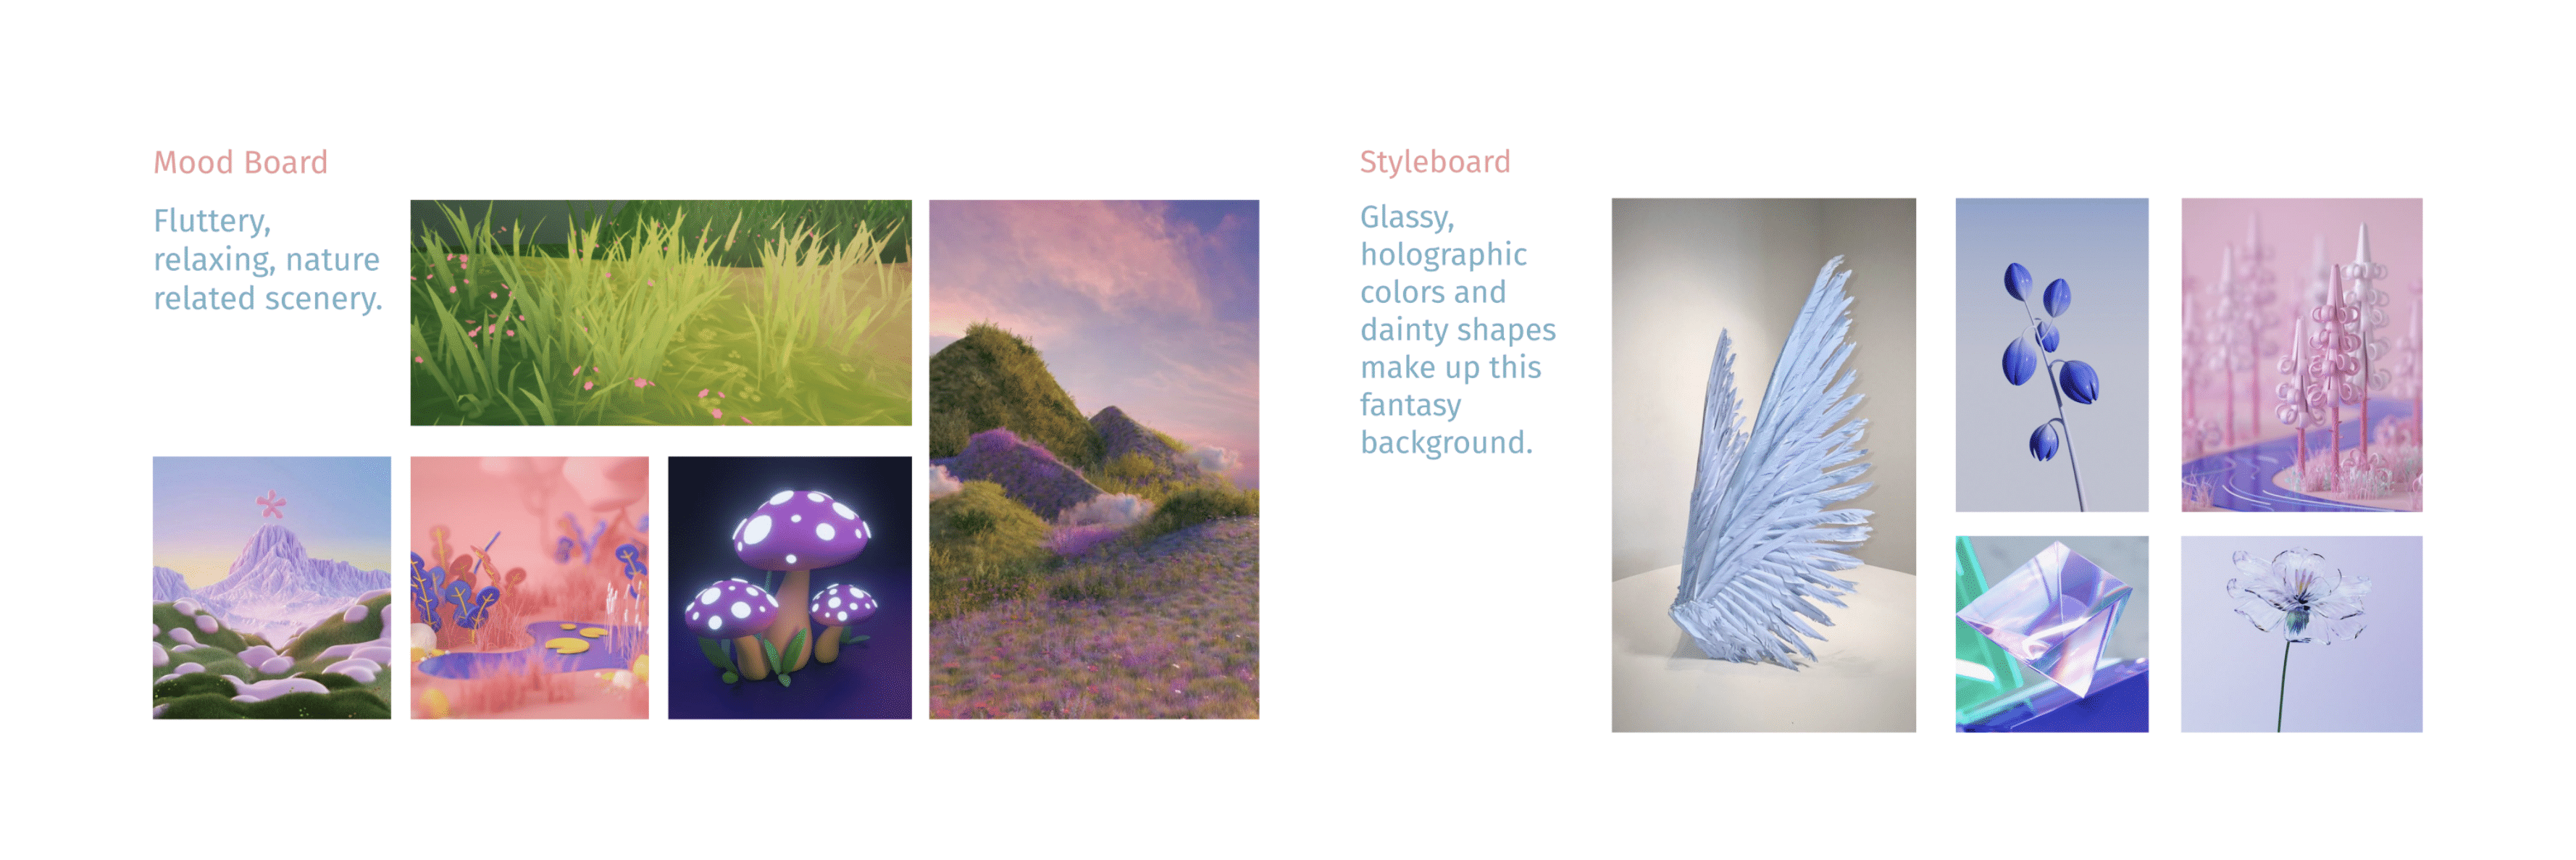 Mood Board
Fluttery,
relaxing, nature
related scenery.
Styleboard
Glassy,
holographic
colors and
dainty shapes
make up this
fantasy
background.